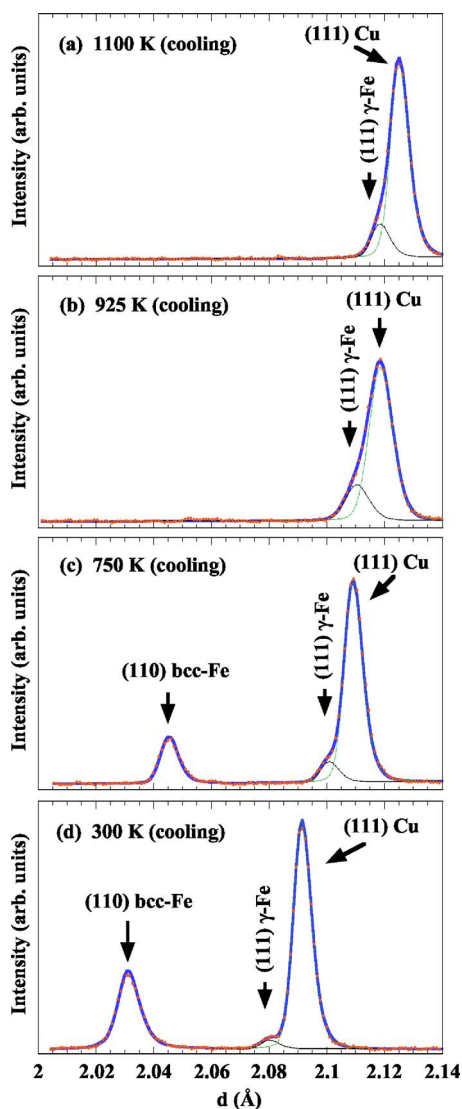 (a) 1100 K (cooling)
(111) Cu
(111) γ-Fe
Intensity (arb. units)
(b) 925 K (cooling)
(111) Cu
(111) γ-Fe
Intensity (arb. units)
(c) 750 K (cooling)
(111) Cu
(111) γ-Fe
(110) bcc-Fe
Intensity (arb. units)
(d) 300 K (cooling)
(111) Cu
(111) γ-Fe
(110) bcc-Fe
Intensity (arb. units)
2 2.02 2.04 2.06 2.08 2.1 2.12 2.14
d (Å)